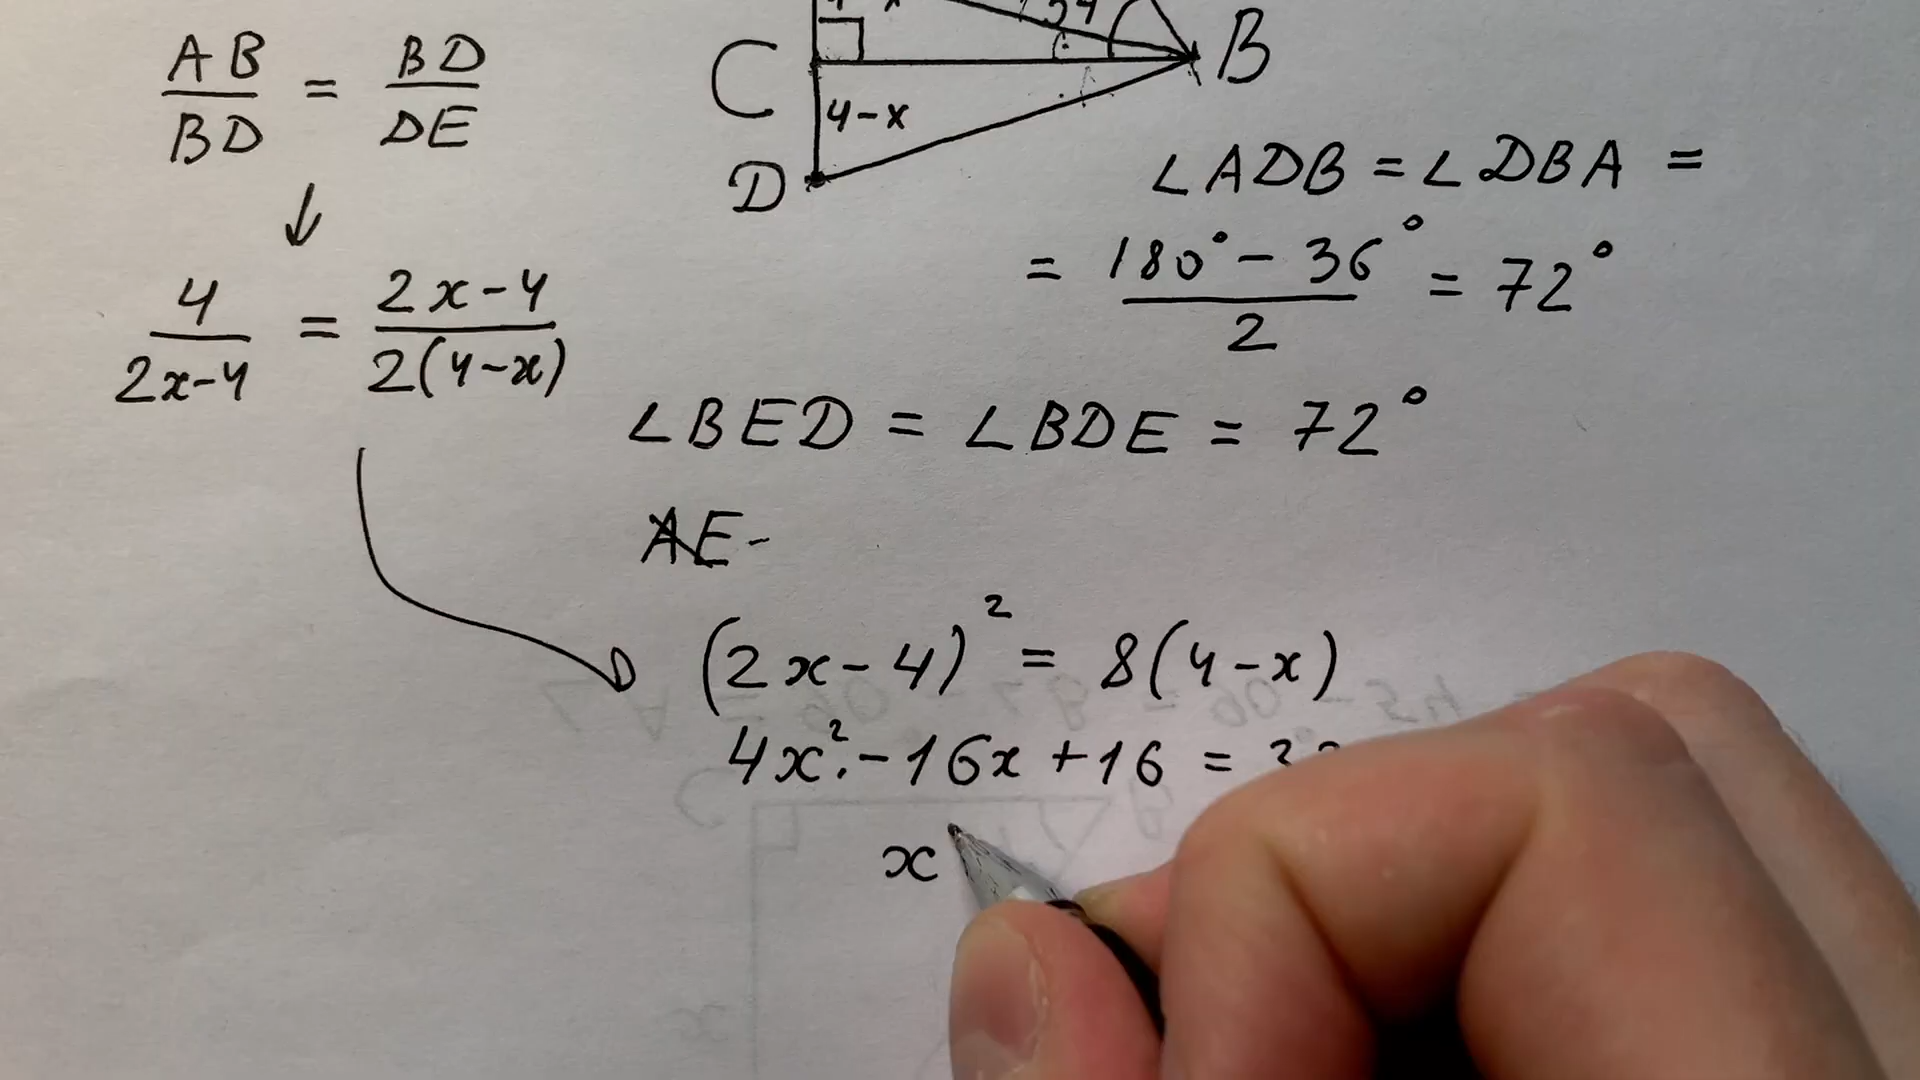 AB/BD = BD/DE
C
B
4-x
D
∠ADB = ∠DBA =
= (180° - 36°)/2 = 72°
↓
4/(2x-4) = (2x-4)/(2(4-x))
∠BED = ∠BDE = 72°
AE-
(2x-4)² = 8(4-x)
4x² - 16x + 16 =
x